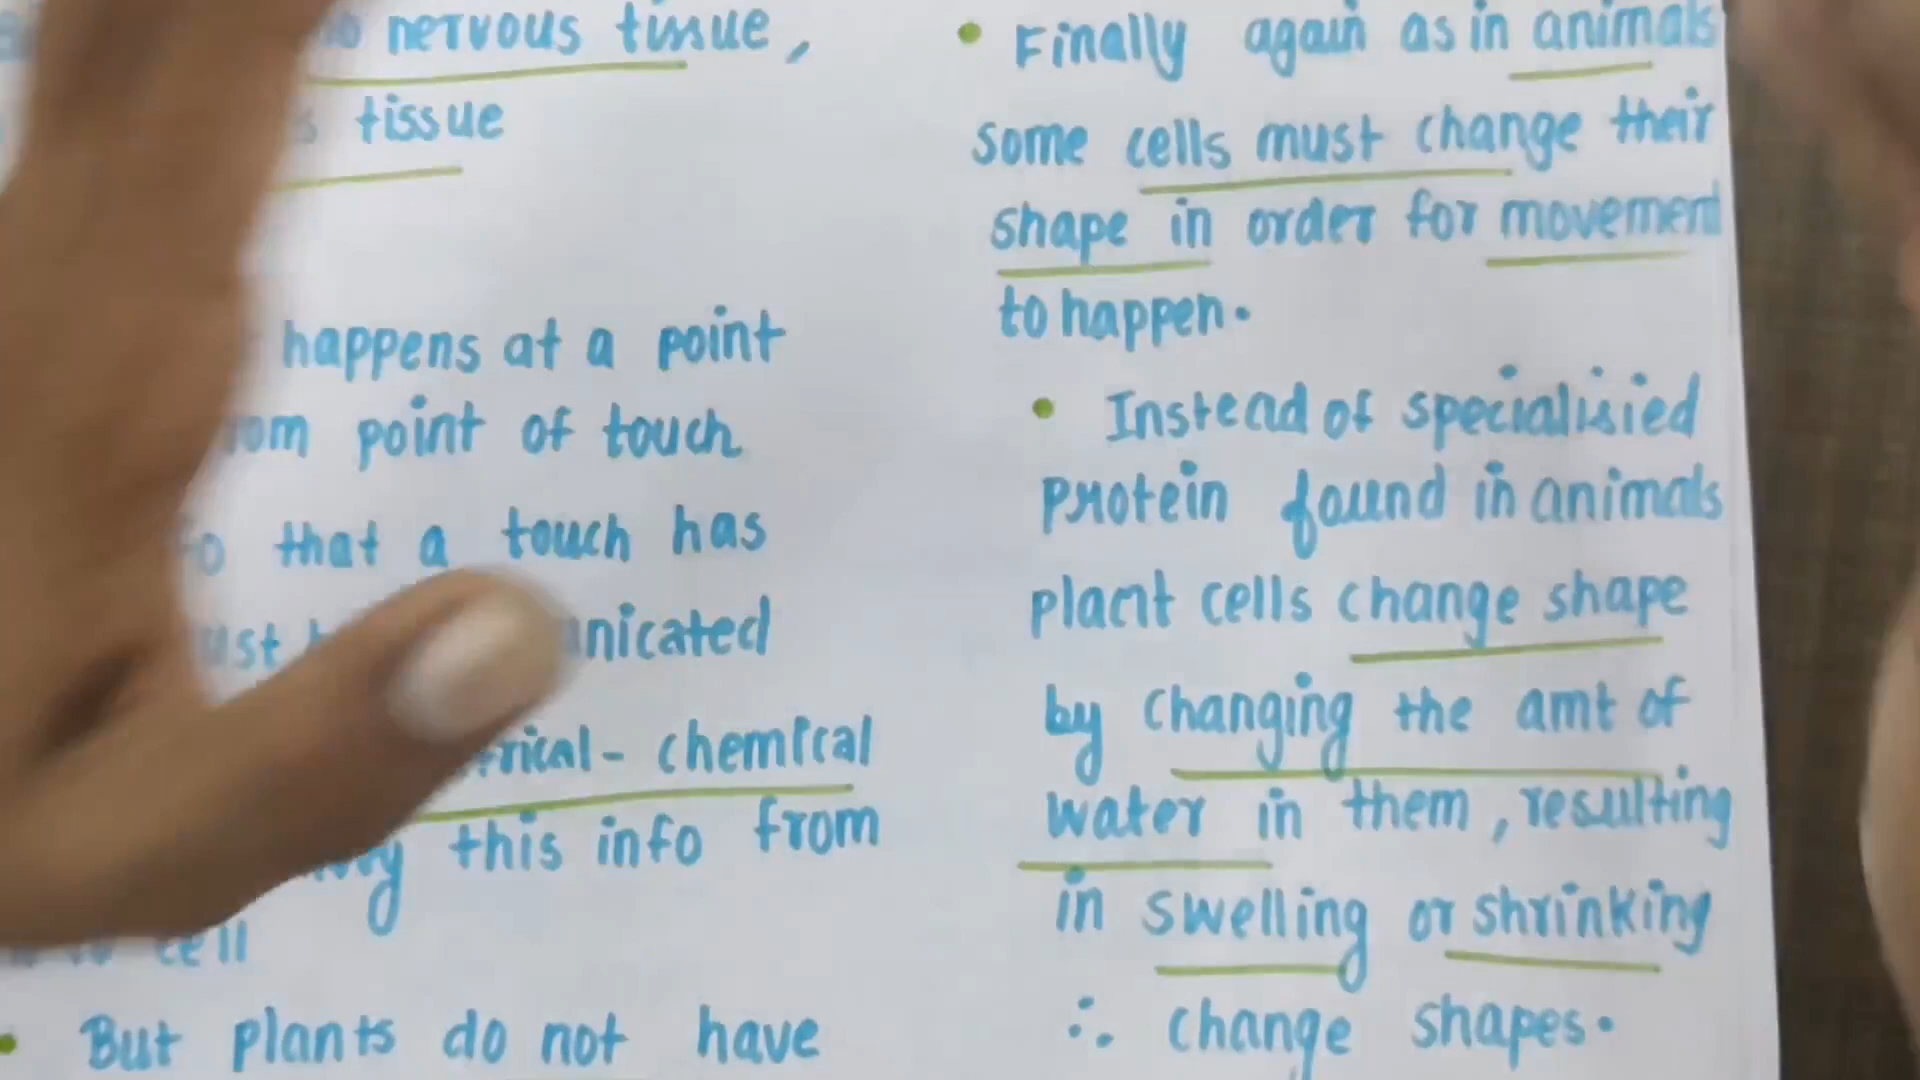 nervous tissue,
tissue
happens at a point
point of touch
that a touch has
chemical
this info from
cell
• But plants do not have
• Finally again as in animals
some cells must change their
shape in order for movement
to happen.
• Instead of specialisied
protein found in animals
plant cells change shape
by changing the amt of
water in them, resulting
in swelling or shrinking
∴ change shapes.